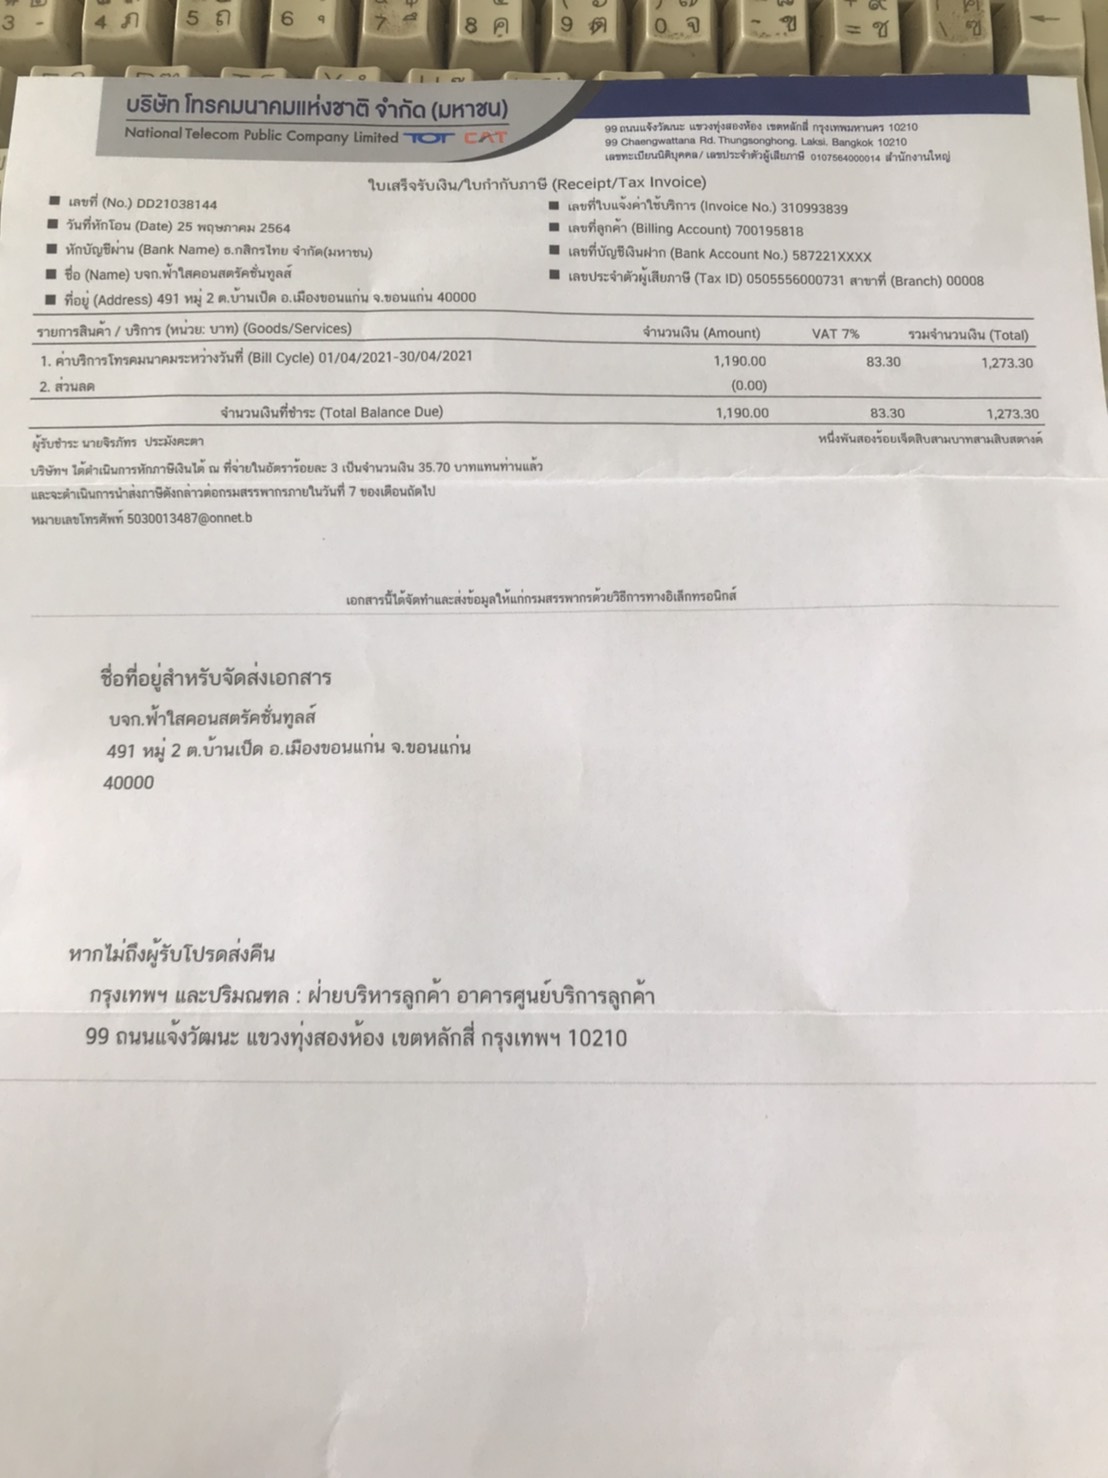 3 - 4 ภ 5 ถ 6 ุ 7 ึ 8 ค 9 ต 0 จ - ข = ช \ ฃ ←
บริษัท โทรคมนาคมแห่งชาติ จำกัด (มหาชน)
National Telecom Public Company Limited TOT CAT
99 ถนนแจ้งวัฒนะ แขวงทุ่งสองห้อง เขตหลักสี่ กรุงเทพมหานคร 10210
99 Chaengwattana Rd. Thungsonghong. Laksi, Bangkok 10210
เลขทะเบียนนิติบุคคล/ เลขประจำตัวผู้เสียภาษี 0107564000014 สำนักงานใหญ่
ใบเสร็จรับเงิน/ใบกำกับภาษี (Receipt/Tax Invoice)
■ เลขที่ (No.) DD21038144
■ เลขที่ใบแจ้งค่าใช้บริการ (Invoice No.) 310993839
■ วันที่หักโอน (Date) 25 พฤษภาคม 2564
■ เลขที่ลูกค้า (Billing Account) 700195818
■ หักบัญชีผ่าน (Bank Name) ธ.กสิกรไทย จำกัด(มหาชน)
■ เลขที่บัญชีเงินฝาก (Bank Account No.) 587221XXXX
■ ชื่อ (Name) บจก.ฟ้าใสคอนสตรัคชั่นทูลส์
■ เลขประจำตัวผู้เสียภาษี (Tax ID) 0505556000731 สาขาที่ (Branch) 00008
■ ที่อยู่ (Address) 491 หมู่ 2 ต.บ้านเป็ด อ.เมืองขอนแก่น จ.ขอนแก่น 40000
รายการสินค้า / บริการ (หน่วย: บาท) (Goods/Services) จำนวนเงิน (Amount) VAT 7% รวมจำนวนเงิน (Total)
1. ค่าบริการโทรคมนาคมระหว่างวันที่ (Bill Cycle) 01/04/2021-30/04/2021 1,190.00 83.30 1,273.30
2. ส่วนลด (0.00)
จำนวนเงินที่ชำระ (Total Balance Due) 1,190.00 83.30 1,273.30
ผู้รับชำระ นายจิรภัทร ประมังคะตา
หนึ่งพันสองร้อยเจ็ดสิบสามบาทสามสิบสตางค์
บริษัทฯ ได้ดำเนินการหักภาษีเงินได้ ณ ที่จ่ายในอัตราร้อยละ 3 เป็นจำนวนเงิน 35.70 บาทแทนท่านแล้ว
และจะดำเนินการนำส่งภาษีดังกล่าวต่อกรมสรรพากรภายในวันที่ 7 ของเดือนถัดไป
หมายเลขโทรศัพท์ 5030013487@onnet.b
เอกสารนี้ได้จัดทำและส่งข้อมูลให้แก่กรมสรรพากรด้วยวิธีการทางอิเล็กทรอนิกส์
ชื่อที่อยู่สำหรับจัดส่งเอกสาร
บจก.ฟ้าใสคอนสตรัคชั่นทูลส์
491 หมู่ 2 ต.บ้านเป็ด อ.เมืองขอนแก่น จ.ขอนแก่น
40000
หากไม่ถึงผู้รับโปรดส่งคืน
กรุงเทพฯ และปริมณฑล : ฝ่ายบริหารลูกค้า อาคารศูนย์บริการลูกค้า
99 ถนนแจ้งวัฒนะ แขวงทุ่งสองห้อง เขตหลักสี่ กรุงเทพฯ 10210